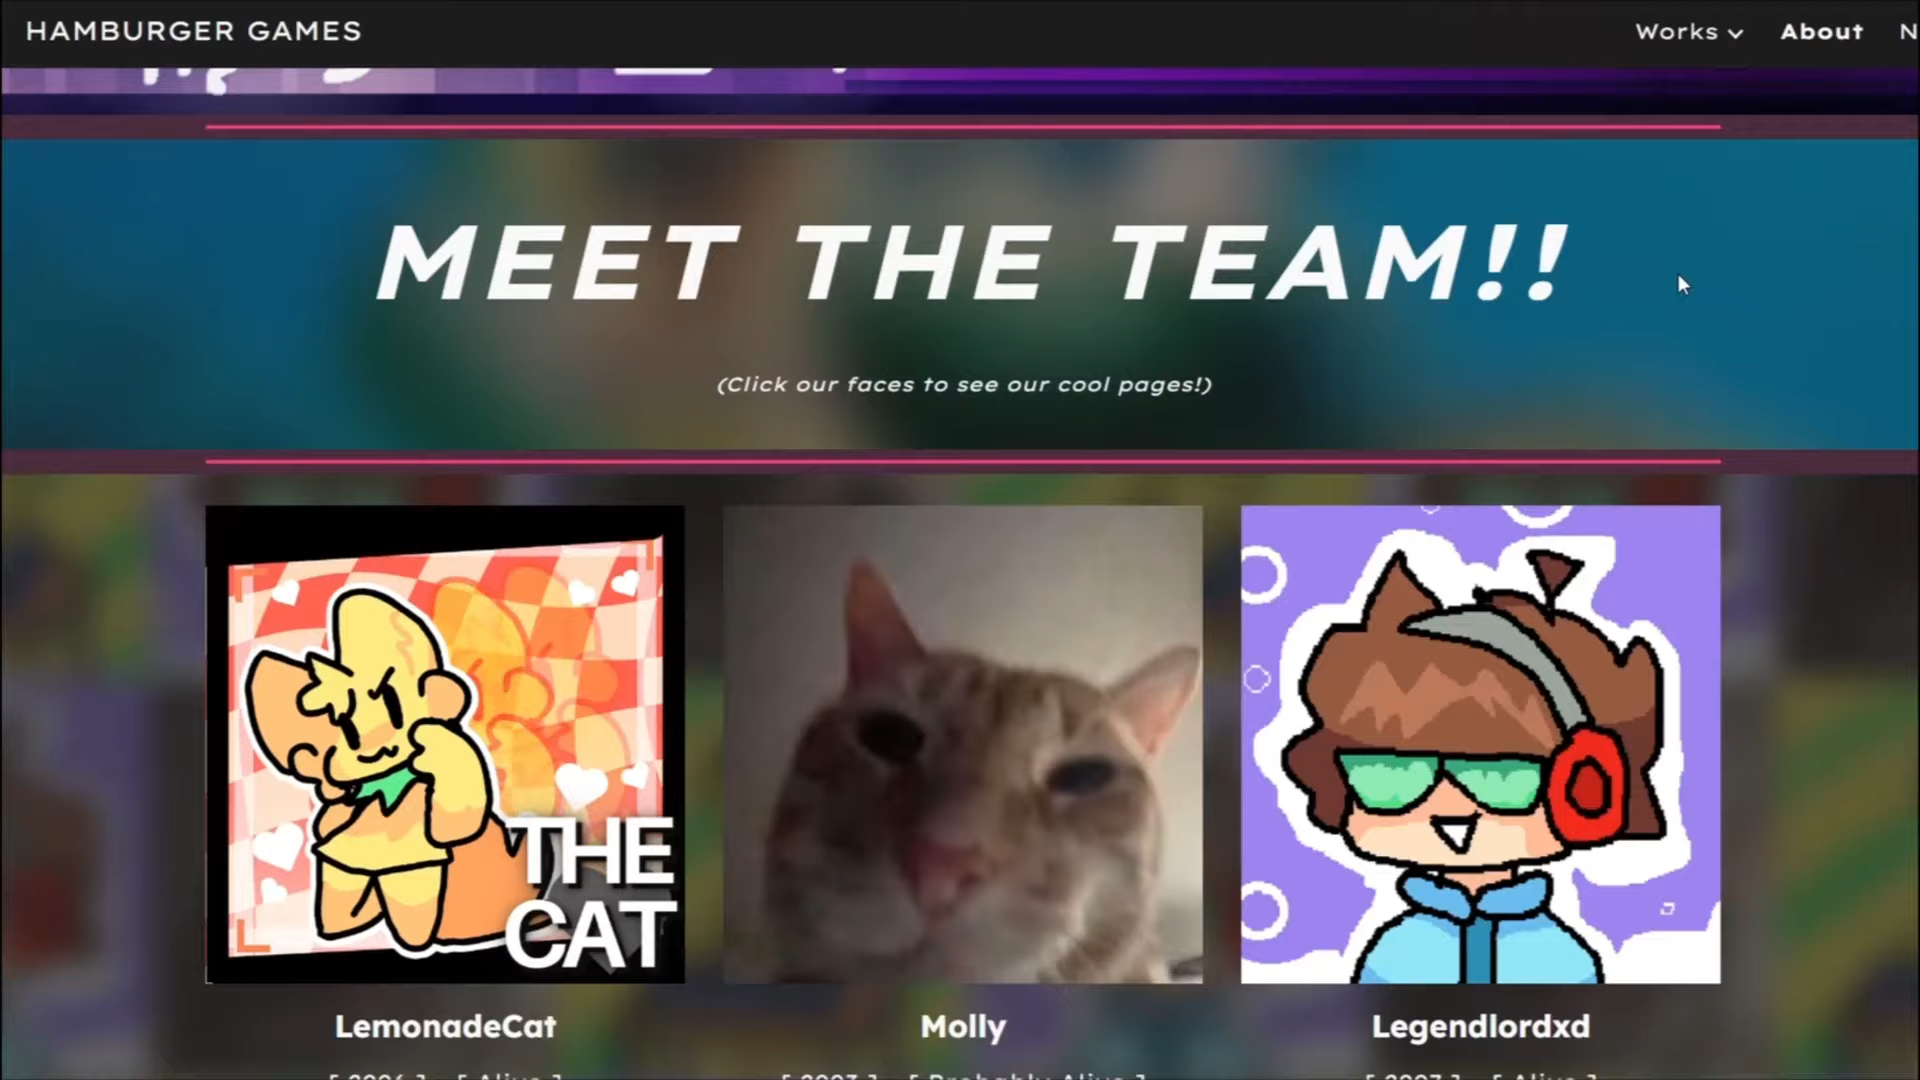 HAMBURGER GAMES
Works
About
N
MEET THE TEAM!!
(Click our faces to see our cool pages!)
THE
CAT
LemonadeCat
Molly
Legendlordxd